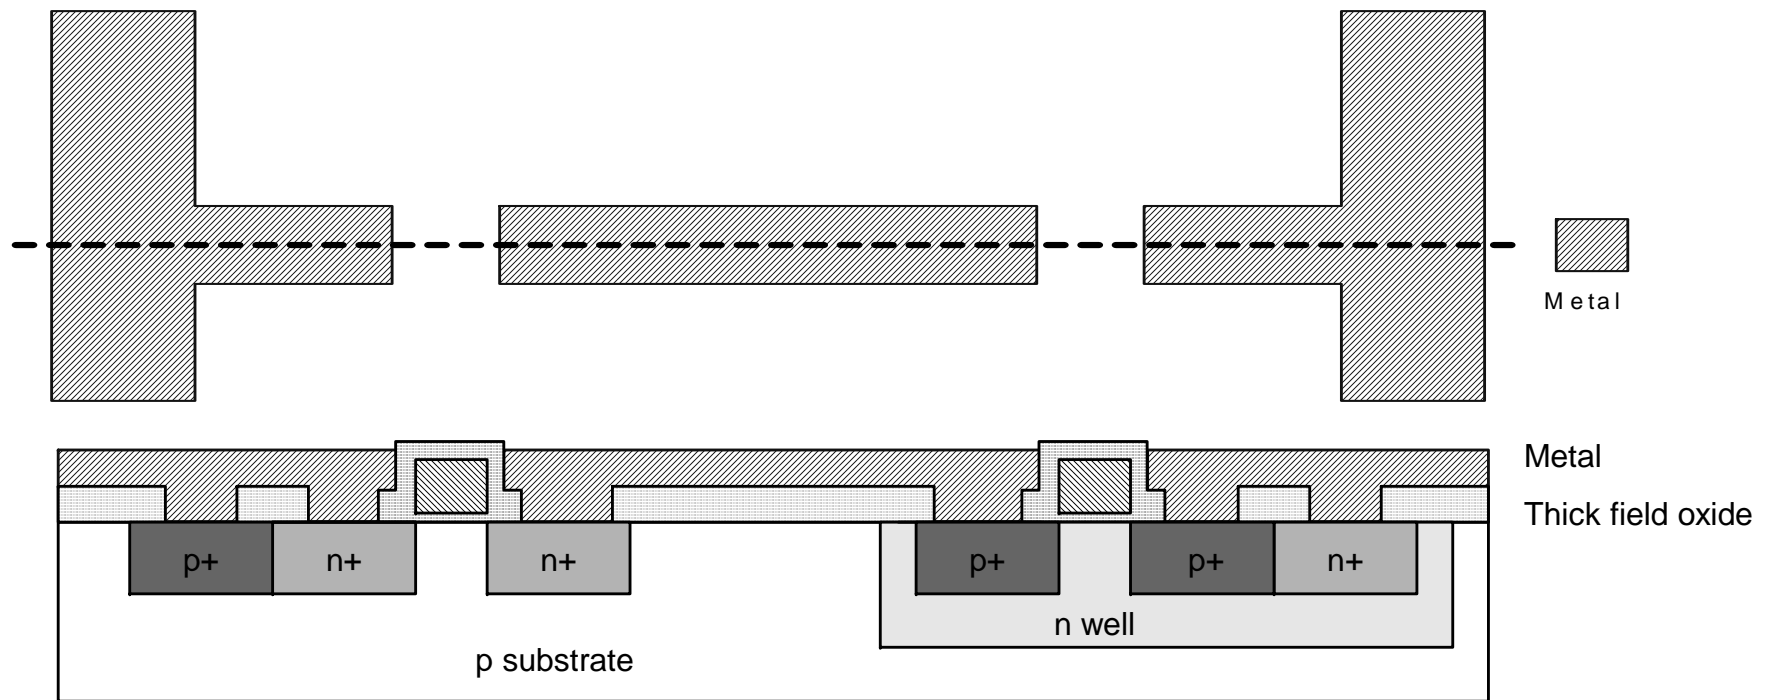 Metal
Metal
Thick field oxide
p+
n+
n+
p+
p+
n+
n well
p substrate